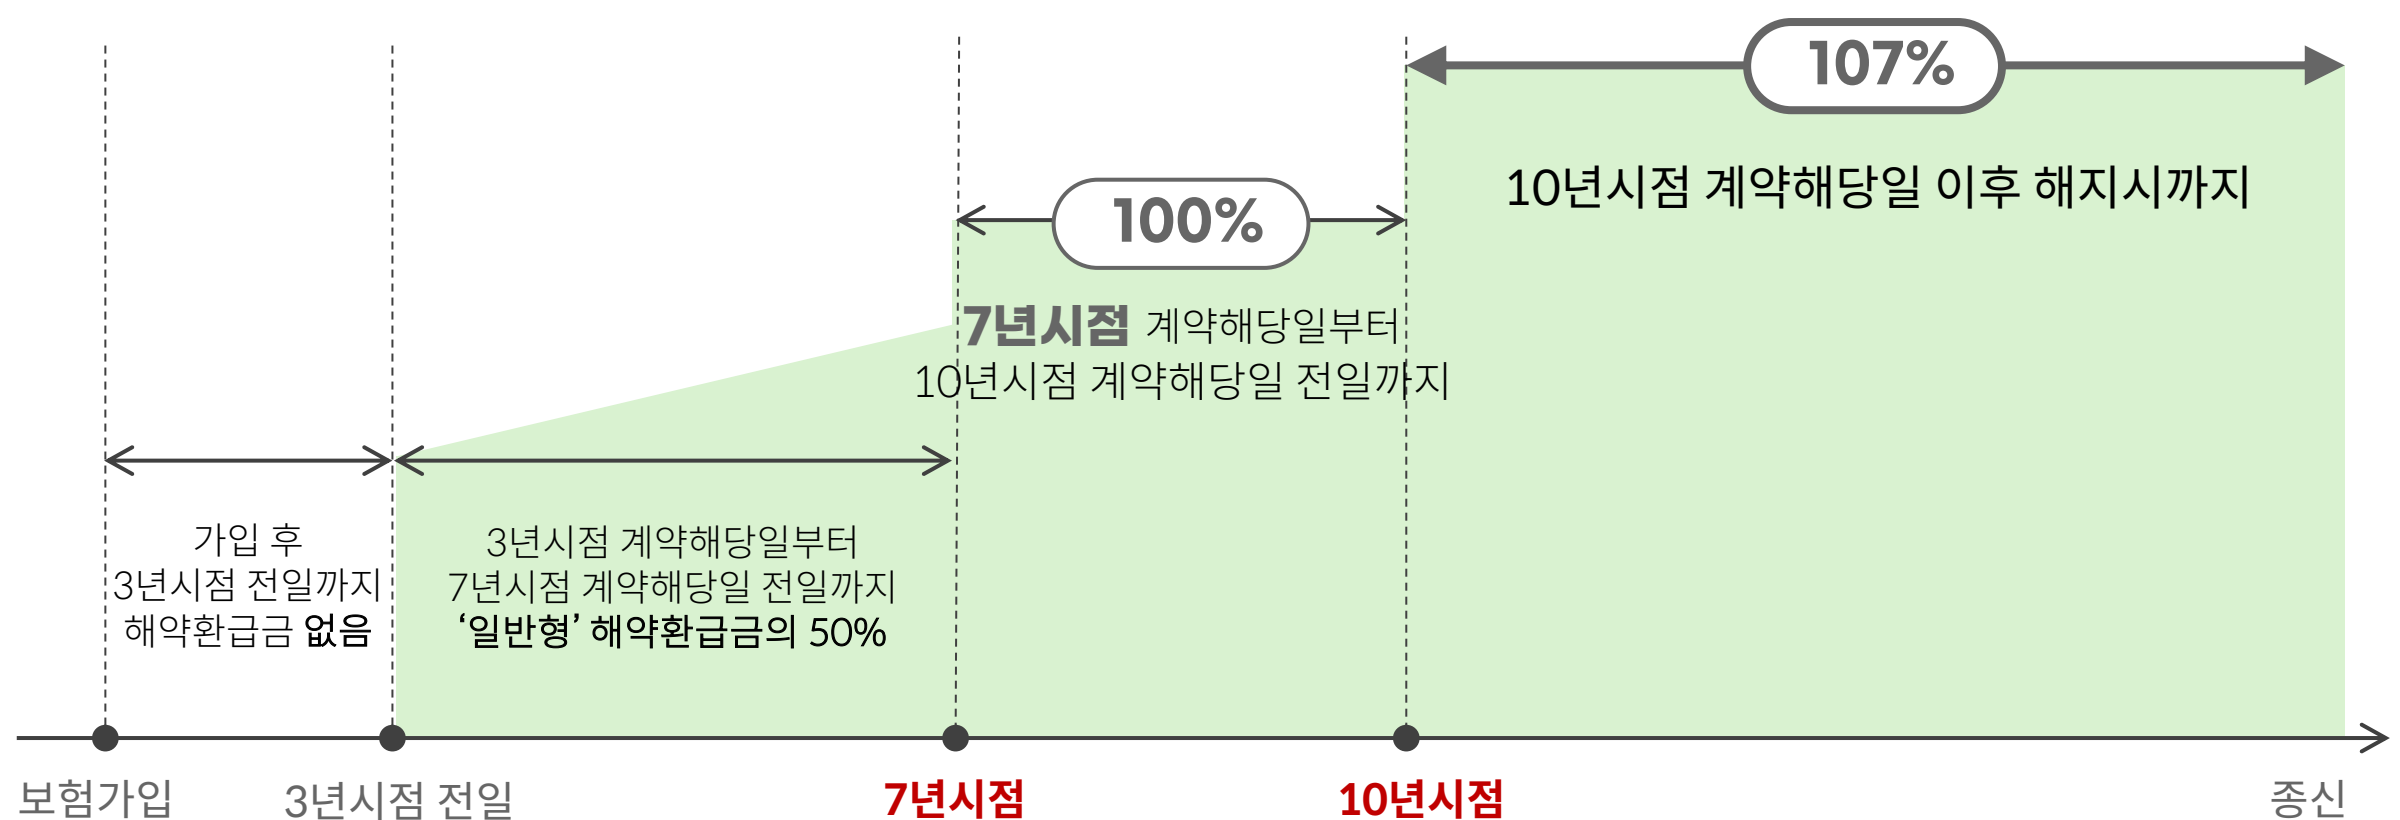 107%
10년시점 계약해당일 이후 해지시까지
100%
7년시점 계약해당일부터
10년시점 계약해당일 전일까지
가입 후
3년시점 전일까지
해약환급금 없음
3년시점 계약해당일부터
7년시점 계약해당일 전일까지
‘일반형’ 해약환급금의 50%
보험가입
3년시점 전일
7년시점
10년시점
종신